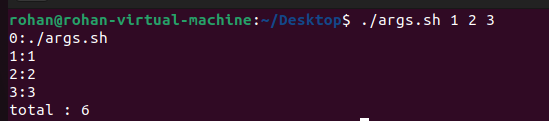 rohan@rohan-virtual-machine:~/Desktop$ ./args.sh 1 2 3
0:./args.sh
1:1
2:2
3:3
total : 6